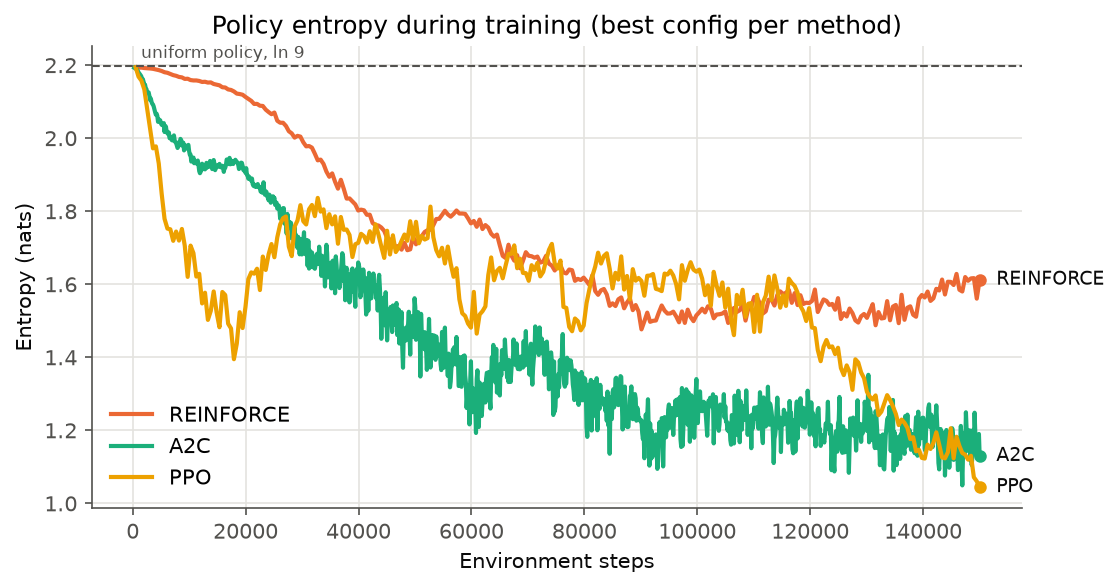 Policy entropy during training (best config per method)
uniform policy, ln 9
Entropy (nats)
2.2
2.0
1.8
1.6
1.4
1.2
1.0
REINFORCE
A2C
PPO
REINFORCE
A2C
PPO
0 20000 40000 60000 80000 100000 120000 140000
Environment steps